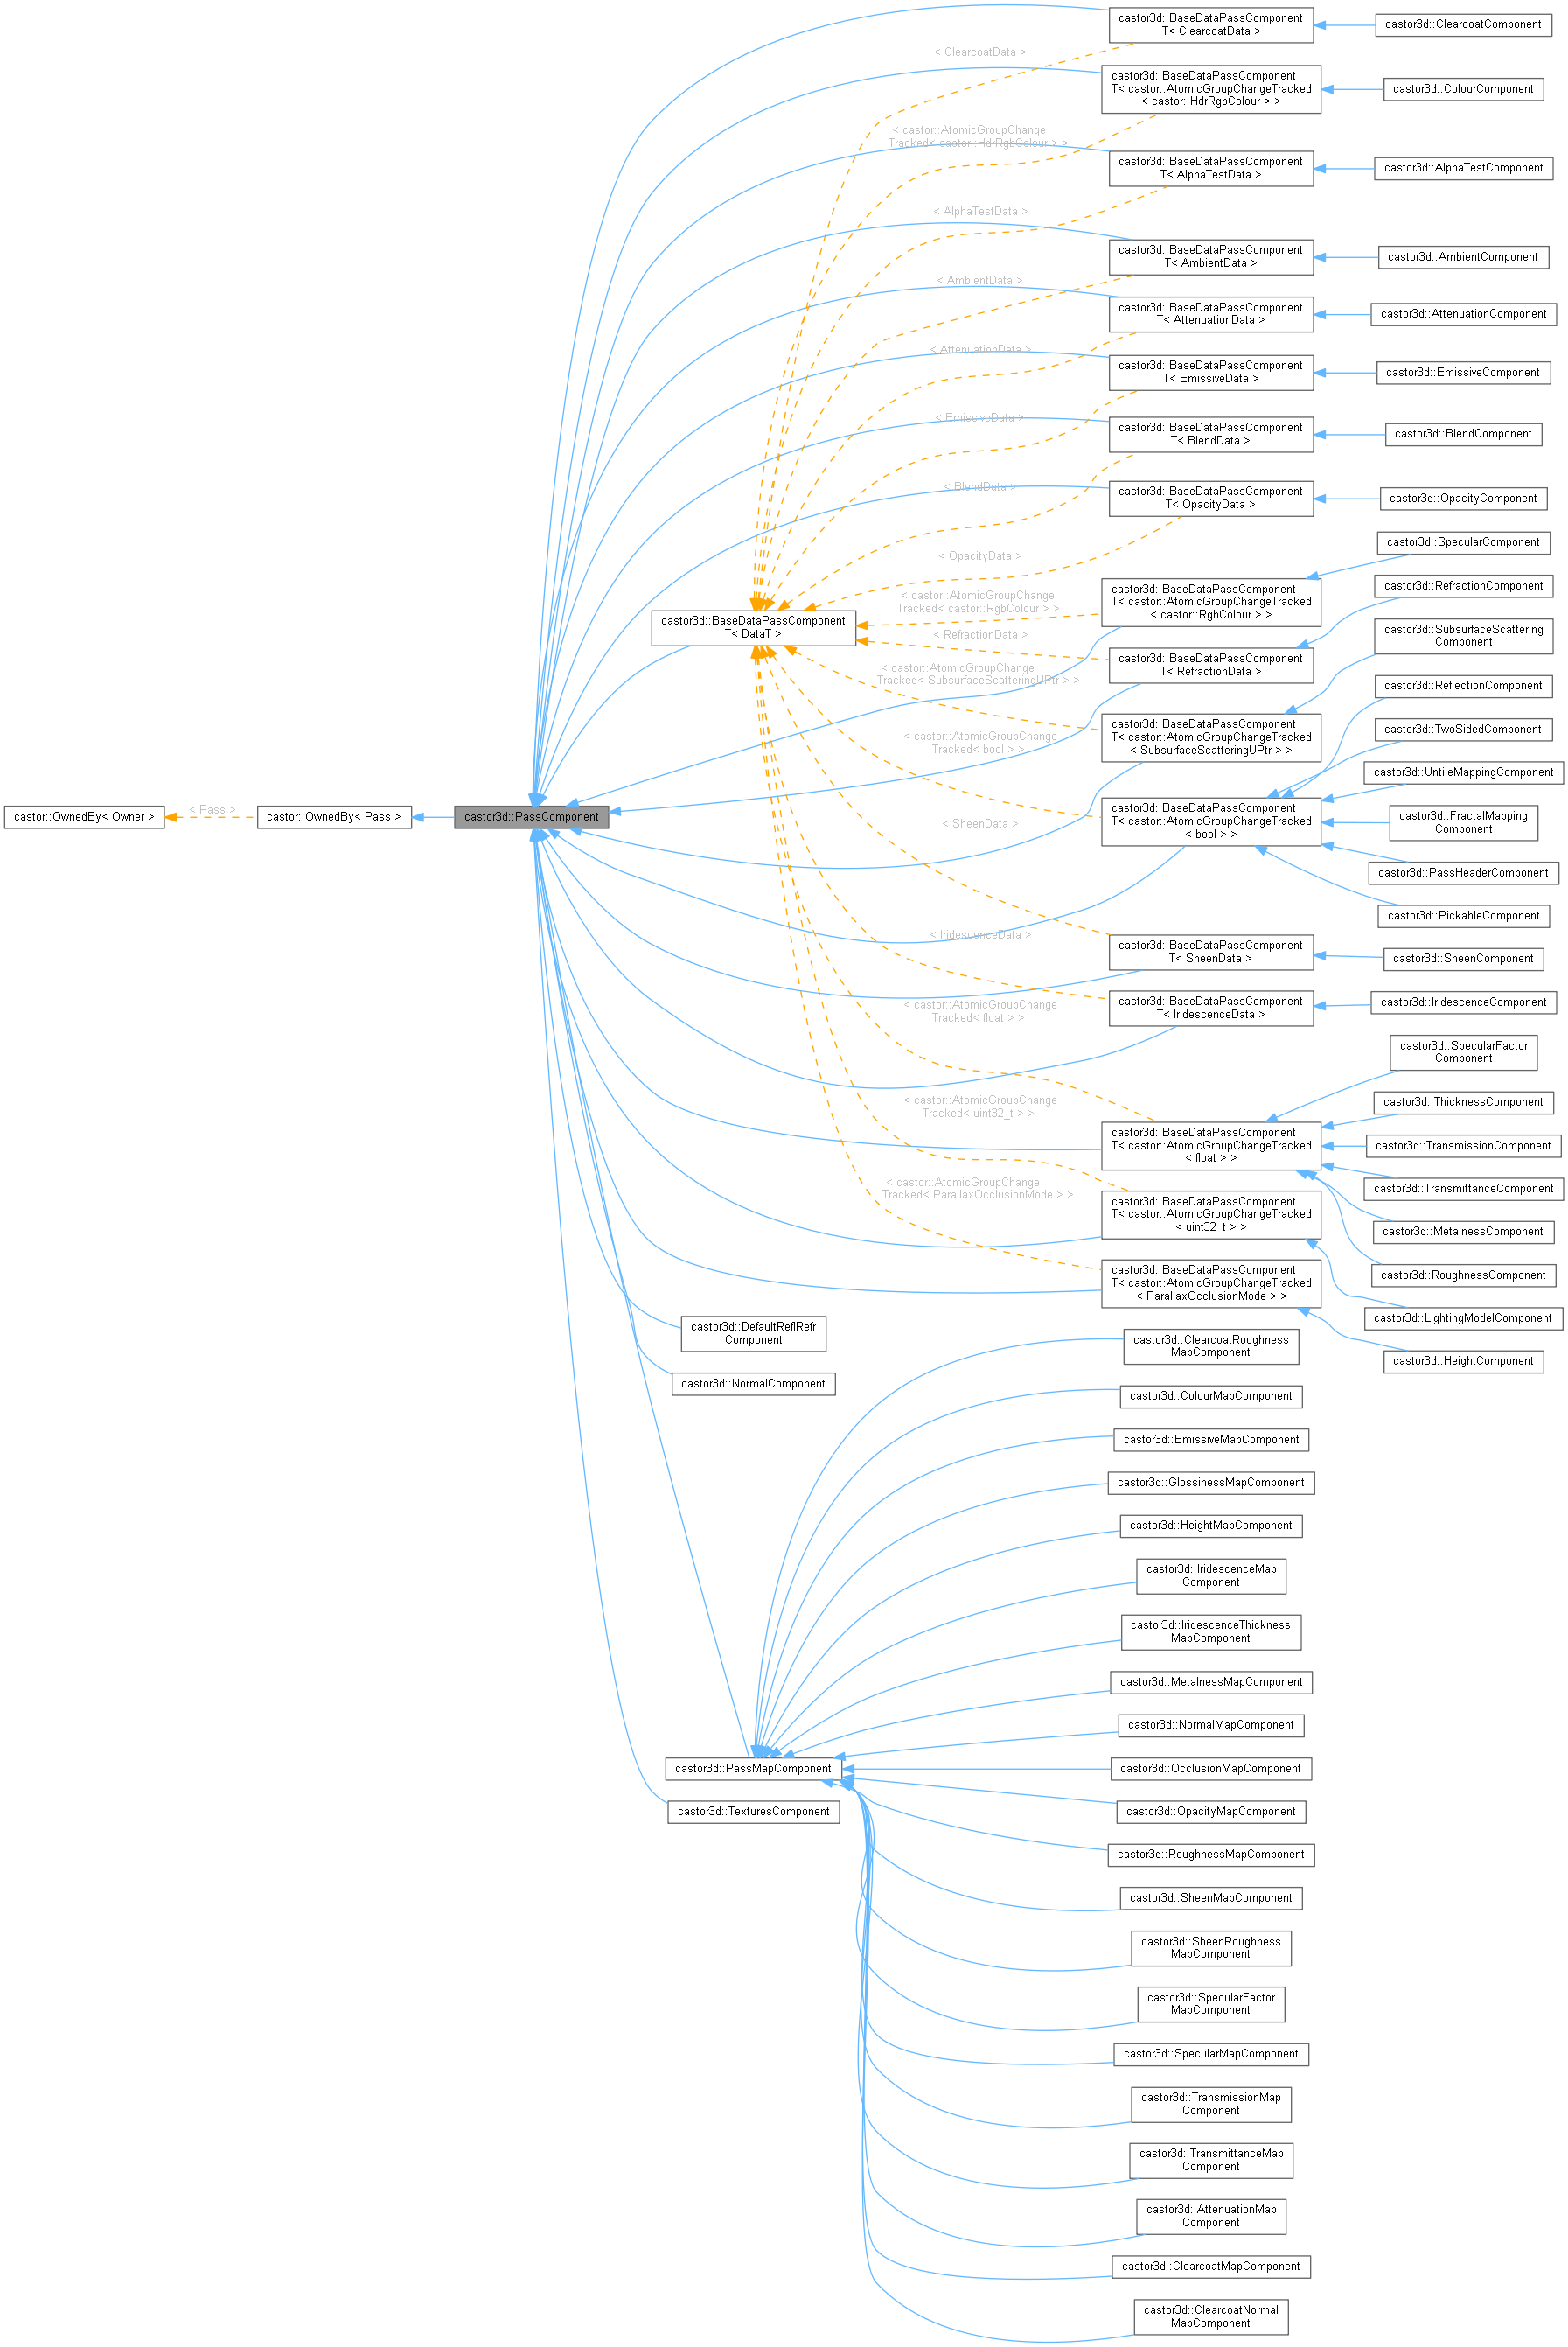 castor3d::BaseDataPassComponent
T< ClearcoatData >
castor3d::ClearcoatComponent
< ClearcoatData >
castor3d::BaseDataPassComponent
T< castor::AtomicGroupChangeTracked
< castor::HdrRgbColour > >
castor3d::ColourComponent
< castor::AtomicGroupChange
Tracked< castor::HdrRgbColour > >
castor3d::BaseDataPassComponent
T< AlphaTestData >
castor3d::AlphaTestComponent
< AlphaTestData >
castor3d::BaseDataPassComponent
T< AmbientData >
castor3d::AmbientComponent
< AmbientData >
castor3d::BaseDataPassComponent
T< AttenuationData >
castor3d::AttenuationComponent
< AttenuationData >
castor3d::BaseDataPassComponent
T< EmissiveData >
castor3d::EmissiveComponent
< EmissiveData >
castor3d::BaseDataPassComponent
T< BlendData >
castor3d::BlendComponent
< BlendData >
castor3d::BaseDataPassComponent
T< OpacityData >
castor3d::OpacityComponent
< OpacityData >
castor3d::SpecularComponent
castor3d::BaseDataPassComponent
T< castor::AtomicGroupChangeTracked
< castor::RgbColour > >
castor3d::RefractionComponent
< castor::AtomicGroupChange
Tracked< castor::RgbColour > >
castor3d::BaseDataPassComponent
T< DataT >
< RefractionData >
castor3d::SubsurfaceScattering
Component
castor3d::BaseDataPassComponent
T< RefractionData >
castor3d::ReflectionComponent
< castor::AtomicGroupChange
Tracked< SubsurfaceScatteringUPtr > >
castor3d::BaseDataPassComponent
T< castor::AtomicGroupChangeTracked
< SubsurfaceScatteringUPtr > >
castor3d::TwoSidedComponent
< castor::AtomicGroupChange
Tracked< bool > >
castor3d::UntileMappingComponent
castor::OwnedBy< Owner >
< Pass >
castor::OwnedBy< Pass >
castor3d::PassComponent
castor3d::BaseDataPassComponent
T< castor::AtomicGroupChangeTracked
< bool > >
castor3d::FractalMapping
Component
< SheenData >
castor3d::PassHeaderComponent
castor3d::PickableComponent
castor3d::BaseDataPassComponent
T< SheenData >
castor3d::SheenComponent
< IridescenceData >
castor3d::BaseDataPassComponent
T< IridescenceData >
castor3d::IridescenceComponent
< castor::AtomicGroupChange
Tracked< float > >
castor3d::SpecularFactor
Component
castor3d::ThicknessComponent
< castor::AtomicGroupChange
Tracked< uint32_t > >
castor3d::BaseDataPassComponent
T< castor::AtomicGroupChangeTracked
< float > >
castor3d::TransmissionComponent
castor3d::TransmittanceComponent
< castor::AtomicGroupChange
Tracked< ParallaxOcclusionMode > >
castor3d::BaseDataPassComponent
T< castor::AtomicGroupChangeTracked
< uint32_t > >
castor3d::MetalnessComponent
castor3d::RoughnessComponent
castor3d::BaseDataPassComponent
T< castor::AtomicGroupChangeTracked
< ParallaxOcclusionMode > >
castor3d::LightingModelComponent
castor3d::HeightComponent
castor3d::DefaultReflRefr
Component
castor3d::NormalComponent
castor3d::ClearcoatRoughness
MapComponent
castor3d::ColourMapComponent
castor3d::EmissiveMapComponent
castor3d::GlossinessMapComponent
castor3d::HeightMapComponent
castor3d::IridescenceMap
Component
castor3d::IridescenceThickness
MapComponent
castor3d::MetalnessMapComponent
castor3d::NormalMapComponent
castor3d::PassMapComponent
castor3d::OcclusionMapComponent
castor3d::TexturesComponent
castor3d::OpacityMapComponent
castor3d::RoughnessMapComponent
castor3d::SheenMapComponent
castor3d::SheenRoughness
MapComponent
castor3d::SpecularFactor
MapComponent
castor3d::SpecularMapComponent
castor3d::TransmissionMap
Component
castor3d::TransmittanceMap
Component
castor3d::AttenuationMap
Component
castor3d::ClearcoatMapComponent
castor3d::ClearcoatNormal
MapComponent